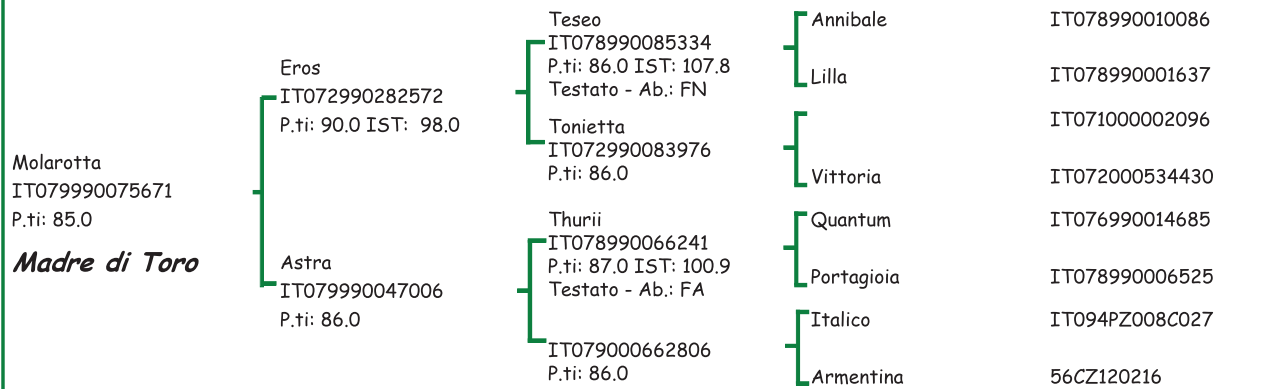 Molarotta
IT079990075671
P.ti: 85.0
Madre di Toro
Eros
IT072990282572
P.ti: 90.0 IST: 98.0
Astra
IT079990047006
P.ti: 86.0
Teseo
IT078990085334
P.ti: 86.0 IST: 107.8
Testato - Ab.: FN
Tonietta
IT072990083976
P.ti: 86.0
Thurii
IT078990066241
P.ti: 87.0 IST: 100.9
Testato - Ab.: FA
IT079000662806
P.ti: 86.0
Annibale IT078990010086
Lilla IT078990001637
IT071000002096
Vittoria IT072000534430
Quantum IT076990014685
Portagioia IT078990006525
Italico IT094PZ008C027
Armentina 56CZ120216